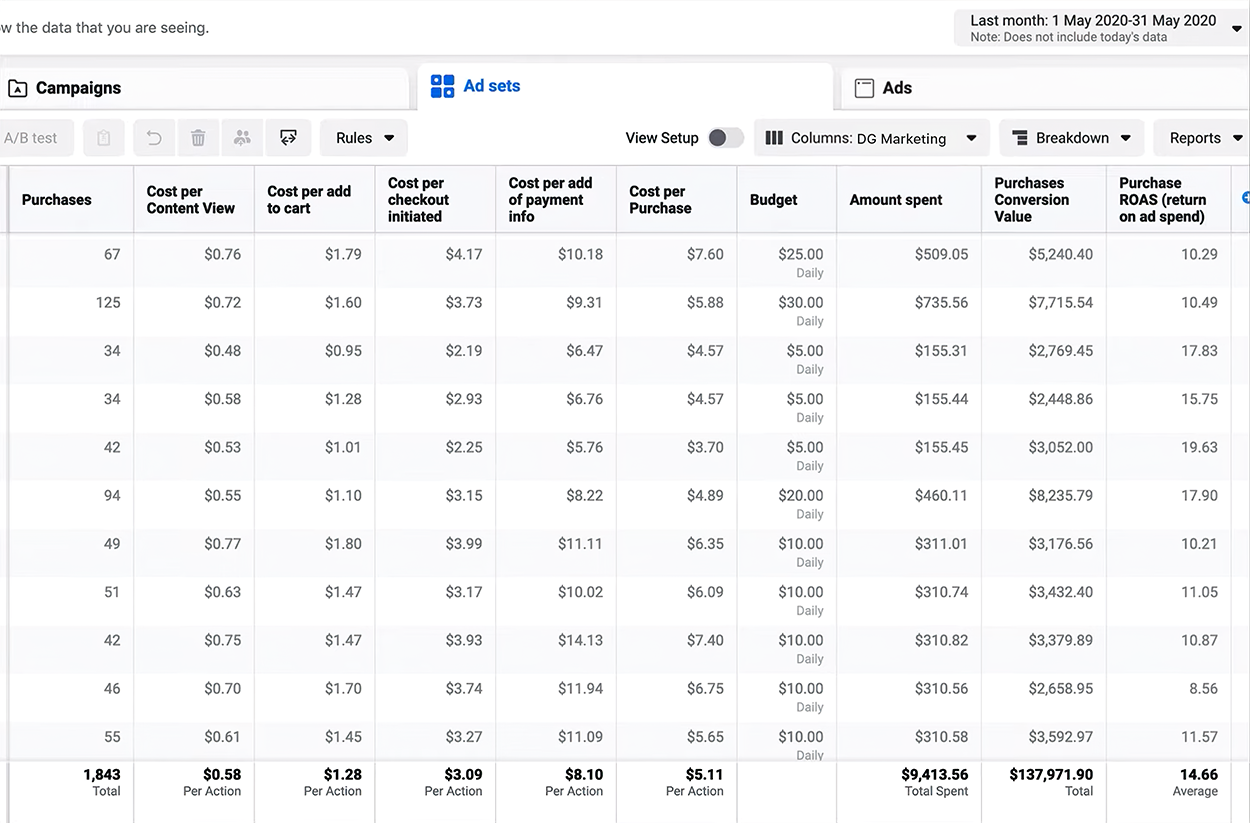 w the data that you are seeing.
Last month: 1 May 2020-31 May 2020
Note: Does not include today's data
Campaigns
Ad sets
Ads
A/B test
Rules
View Setup
Columns: DG Marketing
Breakdown
Reports
Purchases
Cost per
Content View
Cost per add
to cart
Cost per
checkout
initiated
Cost per add
of payment
info
Cost per
Purchase
Budget
Amount spent
Purchases
Conversion
Value
Purchase
ROAS (return
on ad spend)
67 $0.76 $1.79 $4.17 $10.18 $7.60 $25.00 $509.05 $5,240.40 10.29
Daily
125 $0.72 $1.60 $3.73 $9.31 $5.88 $30.00 $735.56 $7,715.54 10.49
Daily
34 $0.48 $0.95 $2.19 $6.47 $4.57 $5.00 $155.31 $2,769.45 17.83
Daily
34 $0.58 $1.28 $2.93 $6.76 $4.57 $5.00 $155.44 $2,448.86 15.75
Daily
42 $0.53 $1.01 $2.25 $5.76 $3.70 $5.00 $155.45 $3,052.00 19.63
Daily
94 $0.55 $1.10 $3.15 $8.22 $4.89 $20.00 $460.11 $8,235.79 17.90
Daily
49 $0.77 $1.80 $3.99 $11.11 $6.35 $10.00 $311.01 $3,176.56 10.21
Daily
51 $0.63 $1.47 $3.17 $10.02 $6.09 $10.00 $310.74 $3,432.40 11.05
Daily
42 $0.75 $1.47 $3.93 $14.13 $7.40 $10.00 $310.82 $3,379.89 10.87
Daily
46 $0.70 $1.70 $3.74 $11.94 $6.75 $10.00 $310.56 $2,658.95 8.56
Daily
55 $0.61 $1.45 $3.27 $11.09 $5.65 $10.00 $310.58 $3,592.97 11.57
Daily
1,843 $0.58 $1.28 $3.09 $8.10 $5.11 $9,413.56 $137,971.90 14.66
Total Per Action Per Action Per Action Per Action Per Action Total Spent Total Average